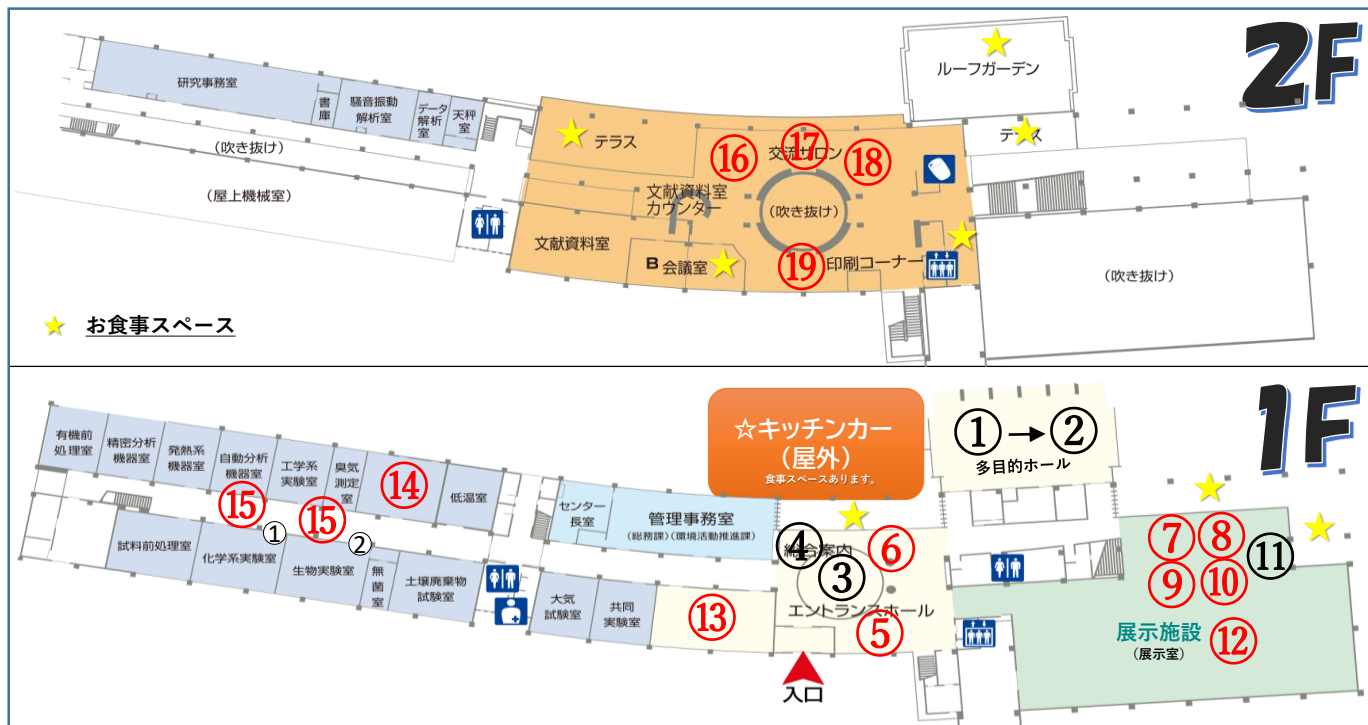 2F
ルーフガーデン
研究事務室
書庫
騒音振動
解析室
データ
解析
室
天秤
室
(吹き抜け)
(屋上機械室)
テラス
テラス
⑯
⑰
⑱
交流サロン
文献資料室
カウンター
(吹き抜け)
文献資料室
B 会議室
⑲
印刷コーナー
(吹き抜け)
★ お食事スペース
1F
☆キッチンカー
(屋外)
食事スペースあります。
①→②
多目的ホール
有機前
処理室
精密分析
機器室
発熱系
機器室
自動分析
機器室
工学系
実験室
臭気
測定
室
⑭
低温室
⑮
⑮
①
②
試料前処理室
化学系実験室
生物実験室
無菌室
土壌廃棄物
試験室
センター
長室
管理事務室
(総務課)(環境活動推進課)
大気
試験室
共同
実験室
⑬
④
総合案内
⑥
③
エントランスホール
⑤
入口
⑦
⑧
⑨
⑩
⑪
展示施設
(展示室)
⑫